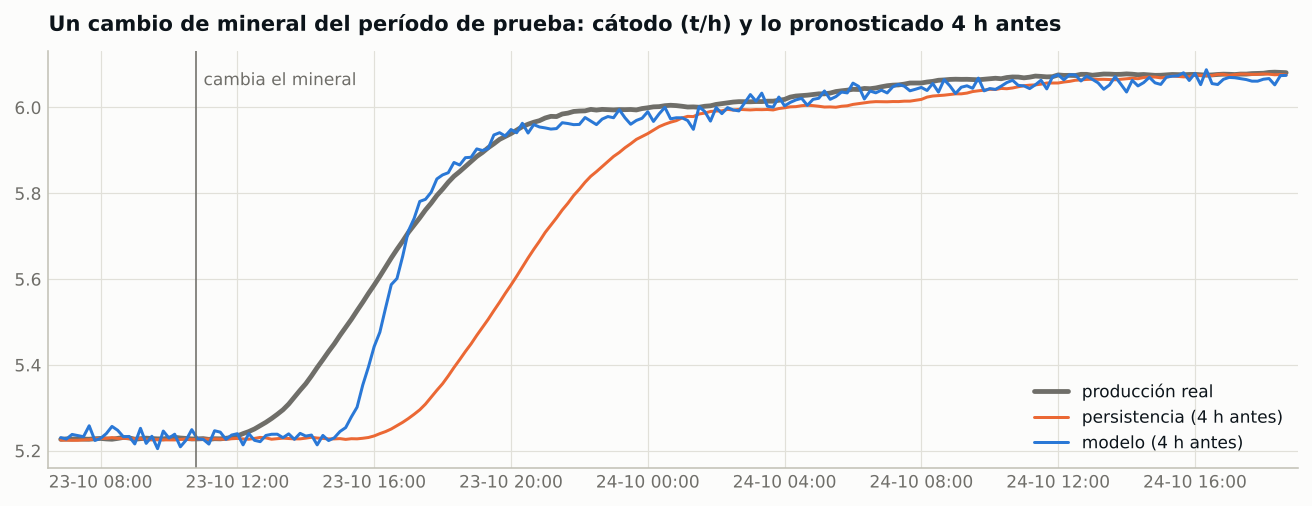 Un cambio de mineral del período de prueba: cátodo (t/h) y lo pronosticado 4 h antes
cambia el mineral
6.0
5.8
5.6
5.4
5.2
producción real
persistencia (4 h antes)
modelo (4 h antes)
23-10 08:00 23-10 12:00 23-10 16:00 23-10 20:00 24-10 00:00 24-10 04:00 24-10 08:00 24-10 12:00 24-10 16:00